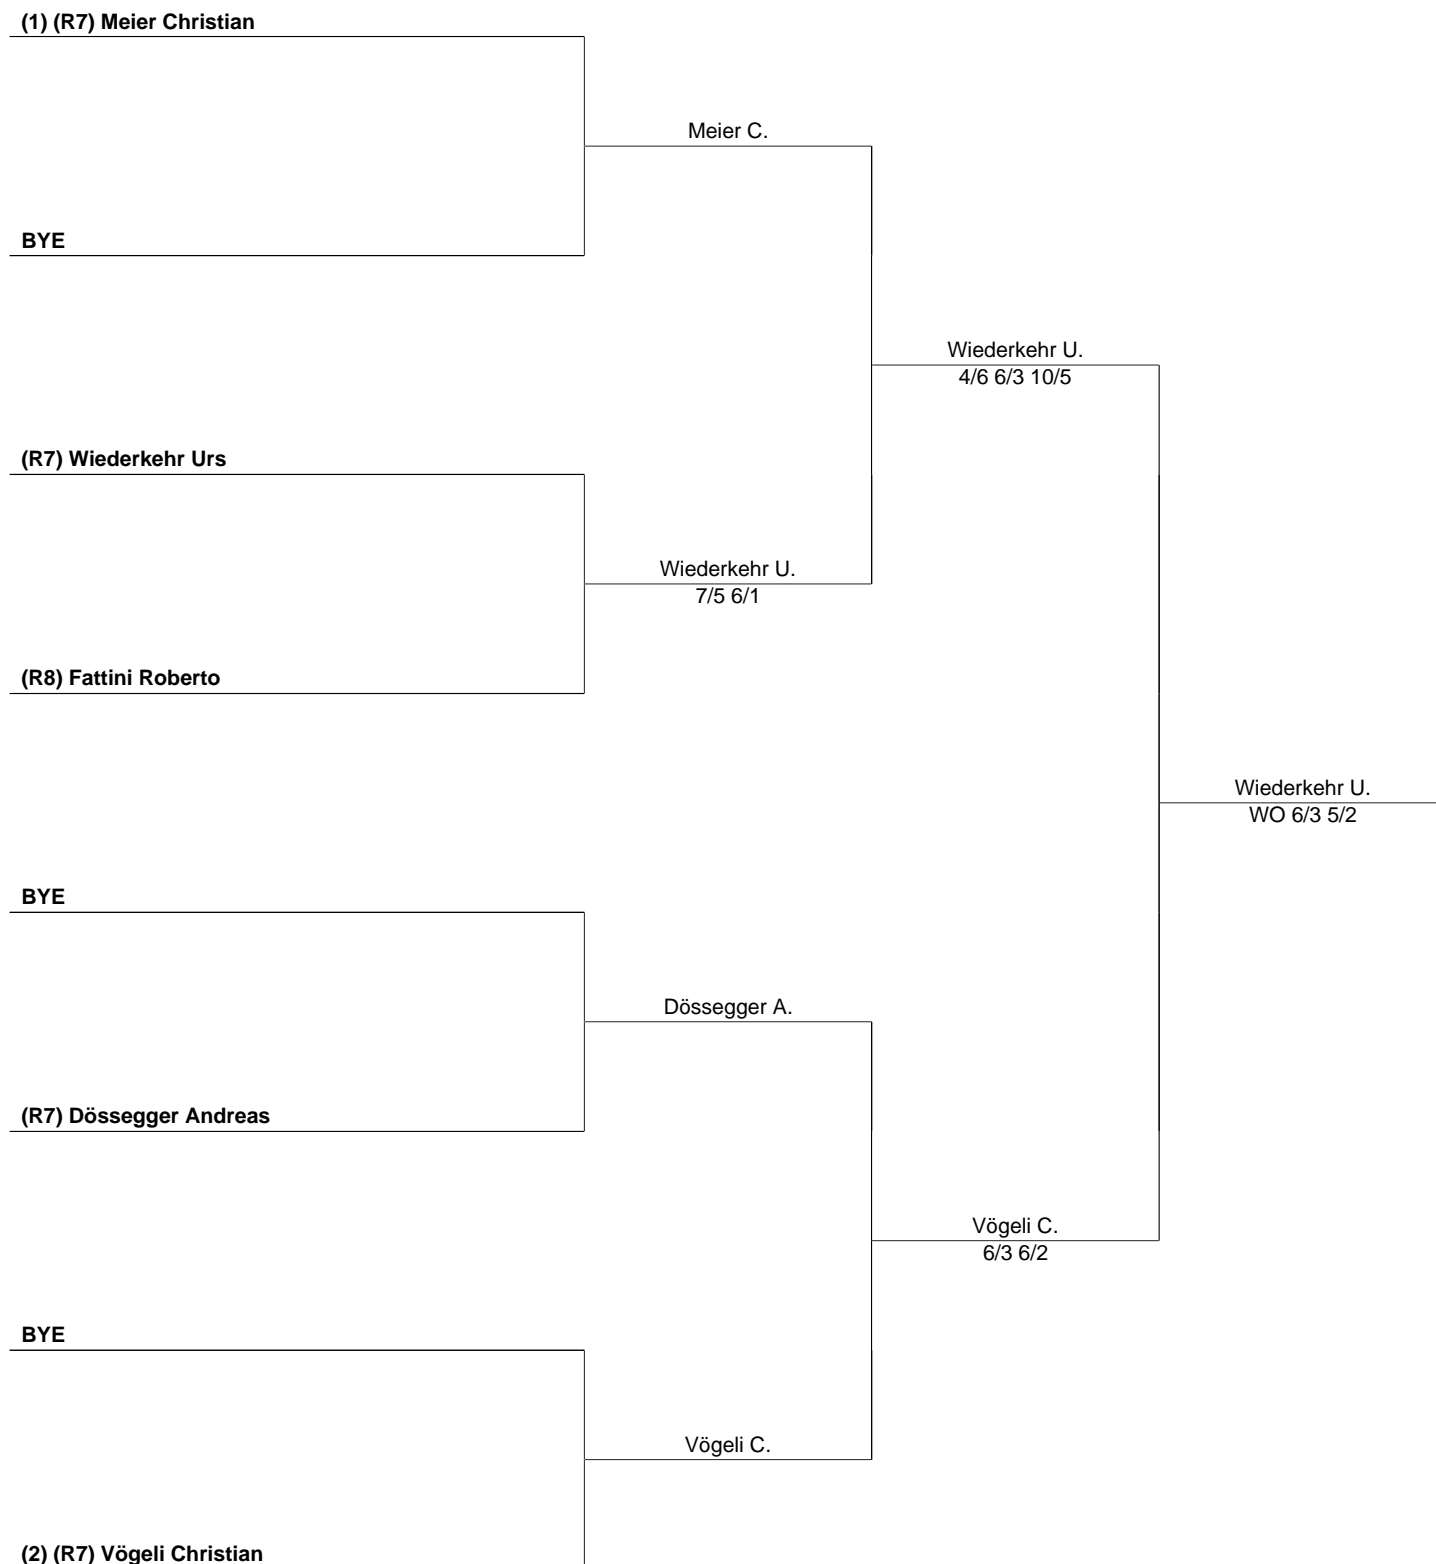 (1) (R7) Meier Christian
Meier C.
BYE
Wiederkehr U.
4/6 6/3 10/5
(R7) Wiederkehr Urs
Wiederkehr U.
7/5 6/1
(R8) Fattini Roberto
Wiederkehr U.
WO 6/3 5/2
BYE
Dössegger A.
(R7) Dössegger Andreas
Vögeli C.
6/3 6/2
BYE
Vögeli C.
(2) (R7) Vögeli Christian